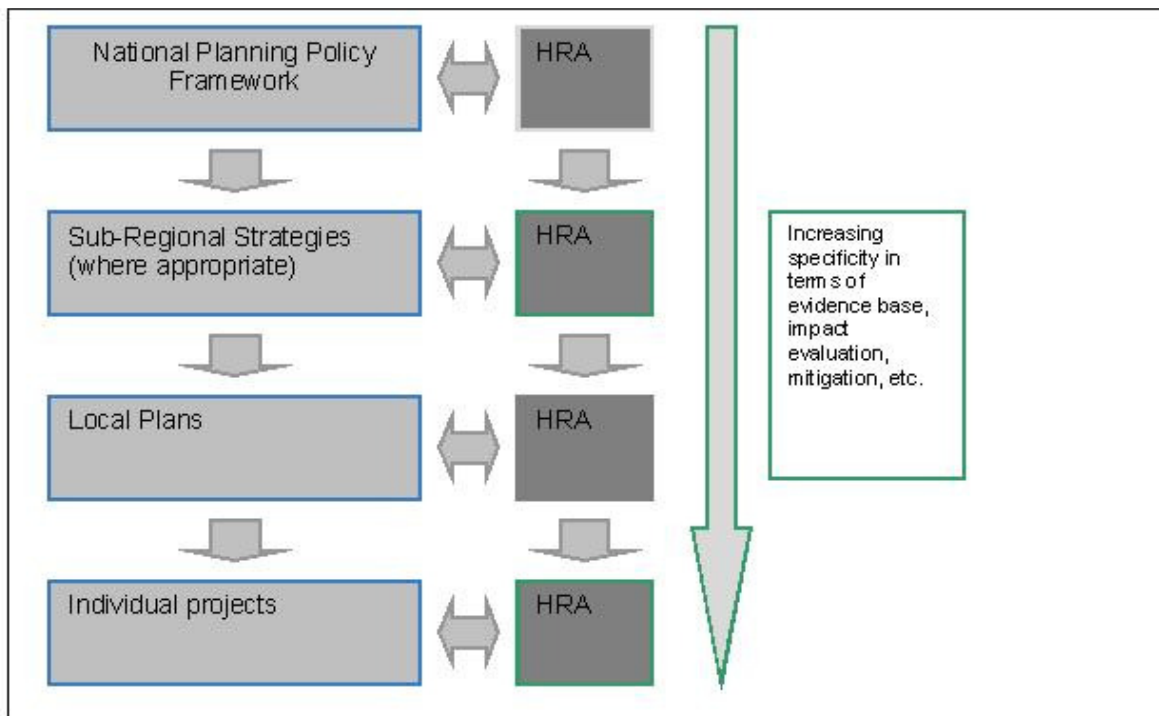 National Planning Policy
Framework
HRA
Sub-Regional Strategies
(where appropriate)
HRA
Increasing
specificity in
terms of
evidence base,
impact
evaluation,
mitigation, etc.
Local Plans
HRA
Individual projects
HRA